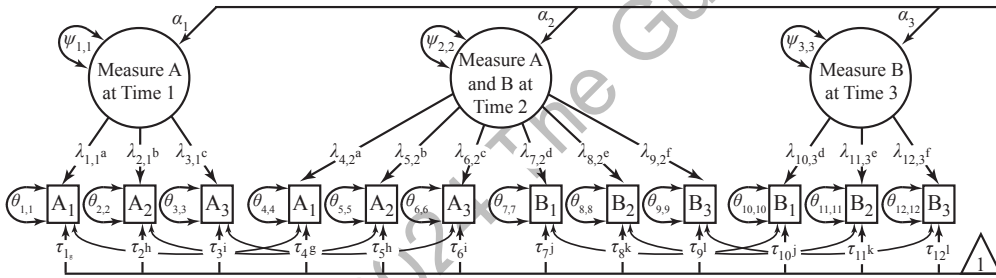 α1 α2 α3
ψ1,1 ψ2,2 ψ3,3
Measure A
at Time 1
Measure A
and B at
Time 2
Measure B
at Time 3
λ1,1a λ2,1b λ3,1c λ4,2a λ5,2b λ6,2c λ7,2d λ8,2e λ9,2f λ10,3d λ11,3e λ12,3f
θ1,1 A1 θ2,2 A2 θ3,3 A3 θ4,4 A1 θ5,5 A2 θ6,6 A3 θ7,7 B1 θ8,8 B2 θ9,9 B3 θ10,10 B1 θ11,11 B2 θ12,12 B3
τ1g τ2h τ3i τ4g τ5h τ6i τ7j τ8k τ9l τ10j τ11k τ12l
1